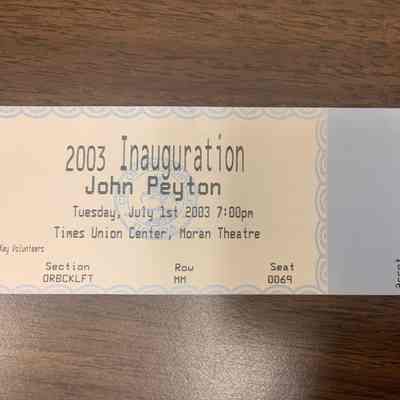 2003 Inauguration
John Peyton
Tuesday, July 1st 2003 7:00pm
Times Union Center, Moran Theatre
Key Volunteers
Section Row Seat
ORBCKLFT MM 0069